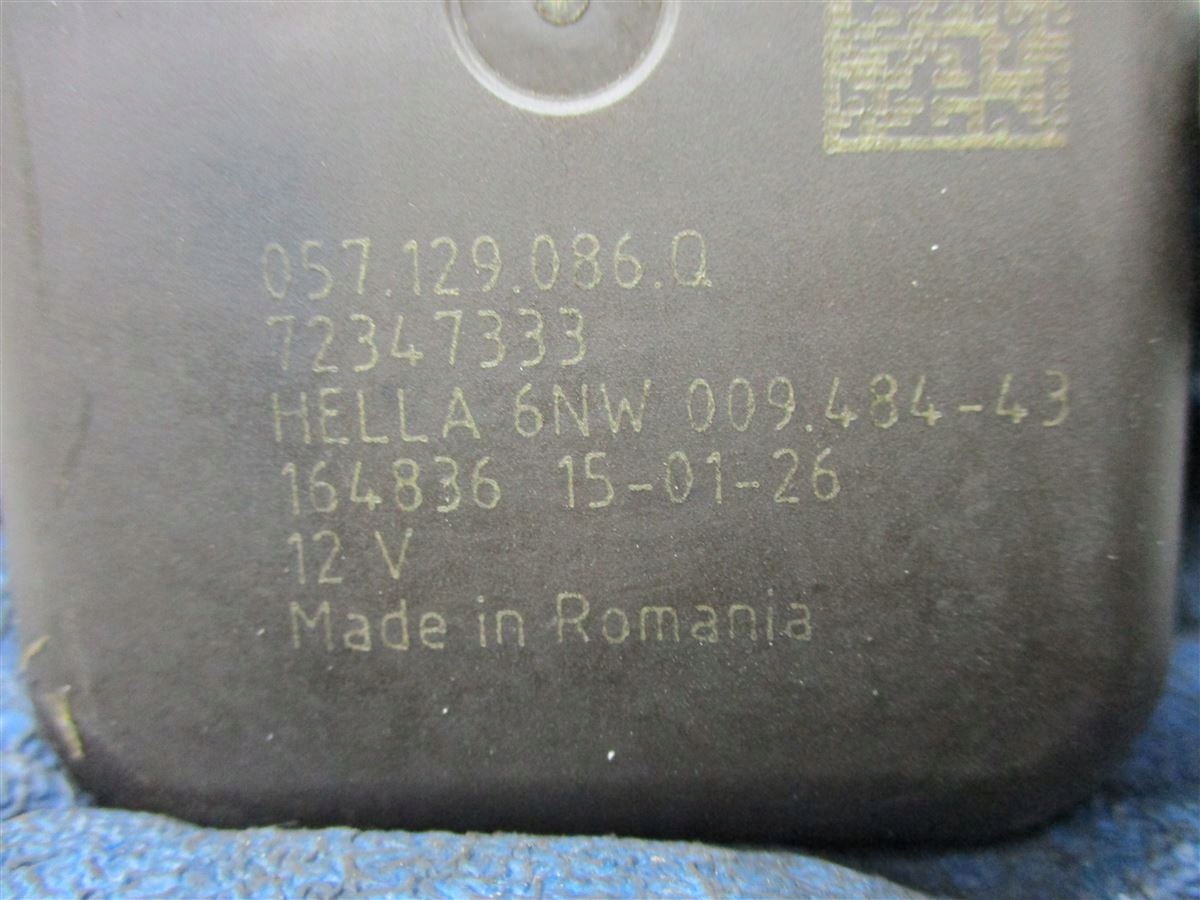 057.129.086.Q
72347333
HELLA 6NW 009.484-43
164836 15-01-26
12 V
Made in Romania